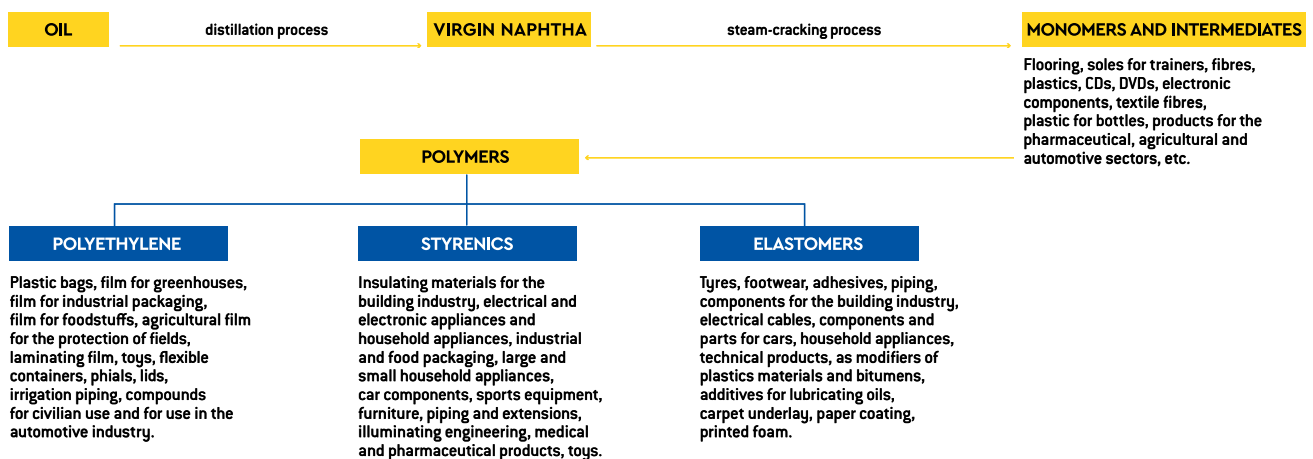 OIL
distillation process
VIRGIN NAPHTHA
steam-cracking process
MONOMERS AND INTERMEDIATES
Flooring, soles for trainers, fibres,
plastics, CDs, DVDs, electronic
components, textile fibres,
plastic for bottles, products for the
pharmaceutical, agricultural and
automotive sectors, etc.
POLYMERS
POLYETHYLENE
Plastic bags, film for greenhouses,
film for industrial packaging,
film for foodstuffs, agricultural film
for the protection of fields,
laminating film, toys, flexible
containers, phials, lids,
irrigation piping, compounds
for civilian use and for use in the
automotive industry.
STYRENICS
Insulating materials for the
building industry, electrical and
electronic appliances and
household appliances, industrial
and food packaging, large and
small household appliances,
car components, sports equipment,
furniture, piping and extensions,
illuminating engineering, medical
and pharmaceutical products, toys.
ELASTOMERS
Tyres, footwear, adhesives, piping,
components for the building industry,
electrical cables, components and
parts for cars, household appliances,
technical products, as modifiers of
plastics materials and bitumens,
additives for lubricating oils,
carpet underlay, paper coating,
printed foam.